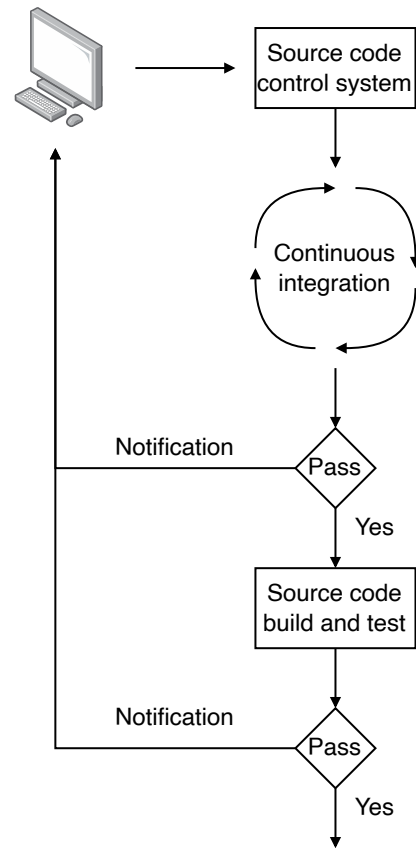 Source code
control system
Continuous
integration
Notification
Pass
Yes
Source code
build and test
Notification
Pass
Yes